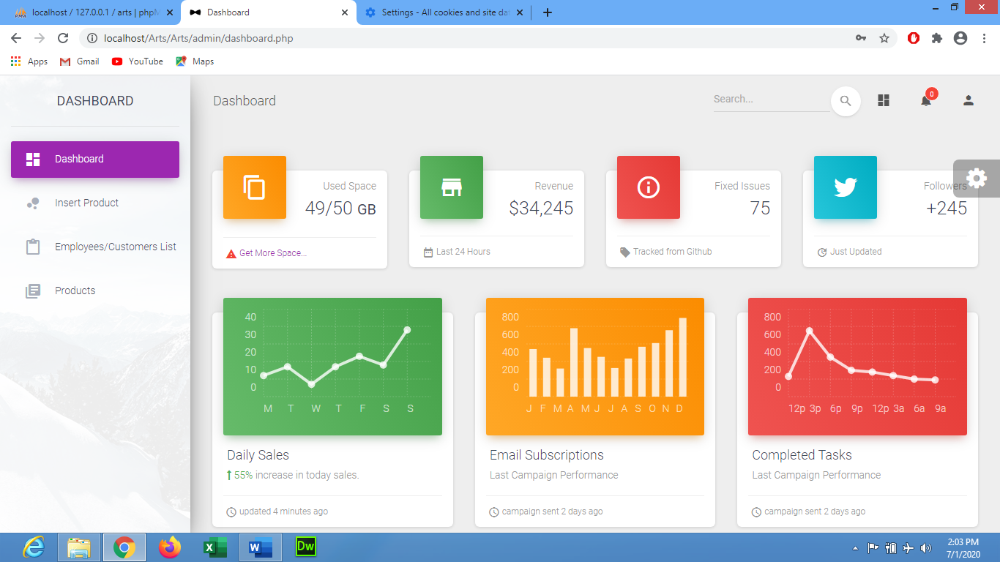 localhost / 127.0.0.1 / arts | phpM
Dashboard
Settings - All cookies and site dat
localhost/Arts/Arts/admin/dashboard.php
Apps
Gmail
YouTube
Maps
DASHBOARD
Dashboard
Insert Product
Employees/Customers List
Products
Dashboard
Search...
0
Used Space
49/50 GB
Get More Space...
Revenue
$34,245
Last 24 Hours
Fixed Issues
75
Tracked from Github
Followers
+245
Just Updated
40
30
20
10
0
M T W T F S S
Daily Sales
55% increase in today sales.
updated 4 minutes ago
800
600
400
200
0
J F M A M J J A S O N D
Email Subscriptions
Last Campaign Performance
campaign sent 2 days ago
800
600
400
200
0
12p 3p 6p 9p 12p 3a 6a 9a
Completed Tasks
Last Campaign Performance
campaign sent 2 days ago
Dw
2:03 PM
7/1/2020